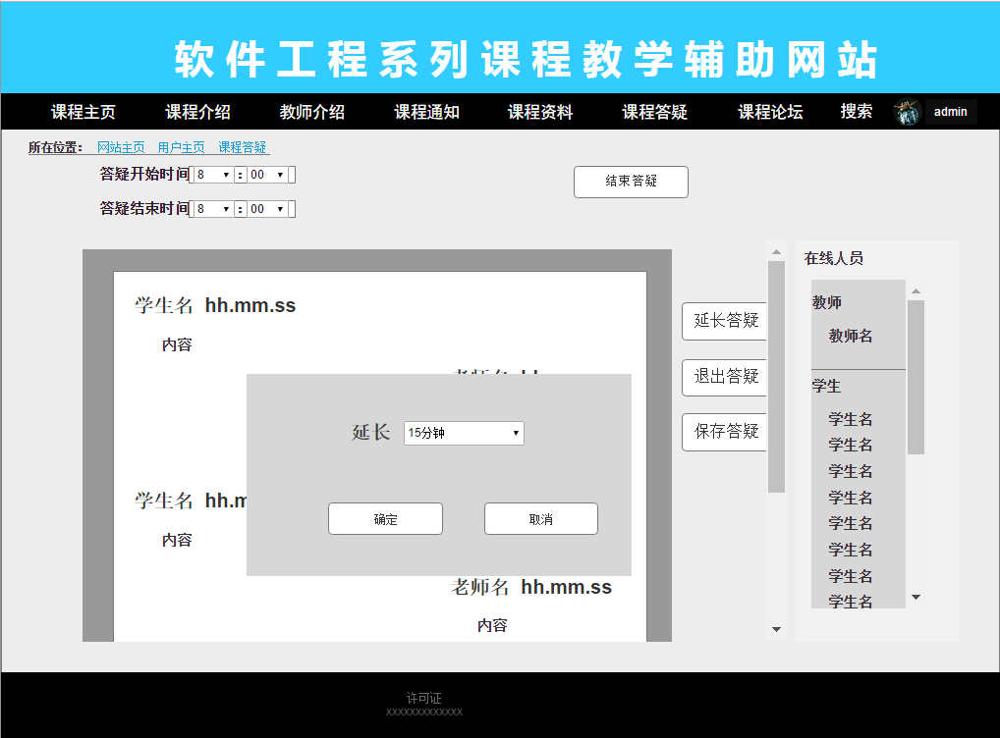 软件工程系列课程教学辅助网站
课程主页 课程介绍 教师介绍 课程通知 课程资料 课程答疑 课程论坛 搜索 admin
所在位置: 网站主页 用户主页 课程答疑
答疑开始时间 8 : 00
结束答疑
答疑结束时间 8 : 00
在线人员
学生名 hh.mm.ss
内容
延长答疑
退出答疑
保存答疑
教师
教师名
学生
学生名
学生名
学生名
学生名
学生名
学生名
学生名
学生名
老师名 hh
延长 15分钟
确定 取消
学生名 hh.m
内容
老师名 hh.mm.ss
内容
许可证
xxxxxxxxxxxxx